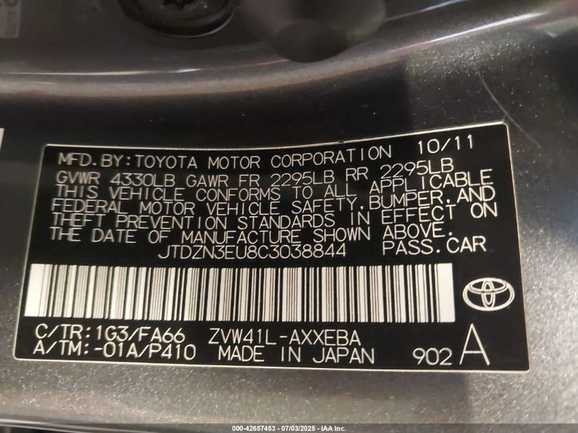 MFD. BY: TOYOTA MOTOR CORPORATION 10/11
GVWR 4330LB GAWR FR 2295LB RR 2295LB
THIS VEHICLE CONFORMS TO ALL APPLICABLE
FEDERAL MOTOR VEHICLE SAFETY, BUMPER, AND
THEFT PREVENTION STANDARDS IN EFFECT ON
THE DATE OF MANUFACTURE SHOWN ABOVE.
JTDZN3EU8C3038844 PASS. CAR
C/TR: 1G3/FA66 ZVW41L-AXXEBA
A/TM: -01A/P410 MADE IN JAPAN 902 A
000-42657453 - 07/03/2025 - IAA Inc.